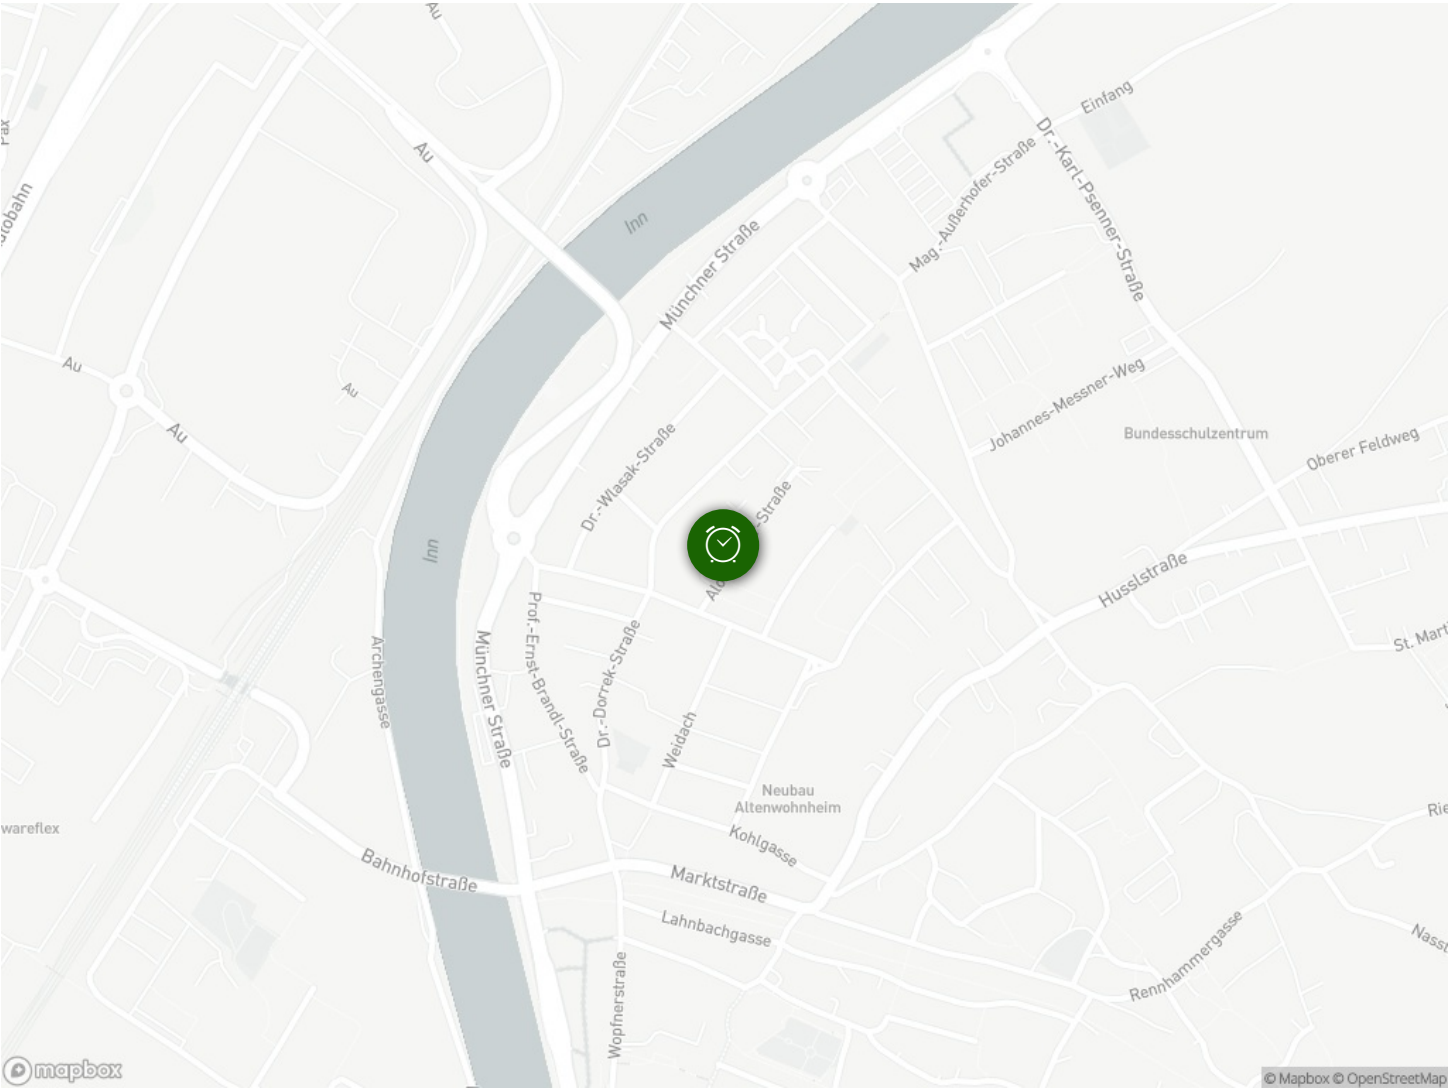 Au
Einfang
Dr.-Karl-Psenner-Straße
Au
Mag.-Außerhofer-Straße
Inn
Münchner Straße
Au
Johannes-Messner-Weg
Au
Au
Dr.-Wlasak-Straße
Bundesschulzentrum
Oberer Feldweg
-Straße
Inn
Husslstraße
Prof.-Ernst-Brandl-Straße
Dr.-Dorrek-Straße
Münchner Straße
Archengasse
Weidach
Neubau
Altenwohnheim
Kohlgasse
wareflex
Bahnhofstraße
Marktstraße
Lahnbachgasse
Rennhammergasse
Wopfnerstraße
mapbox
© Mapbox © OpenStreetMap